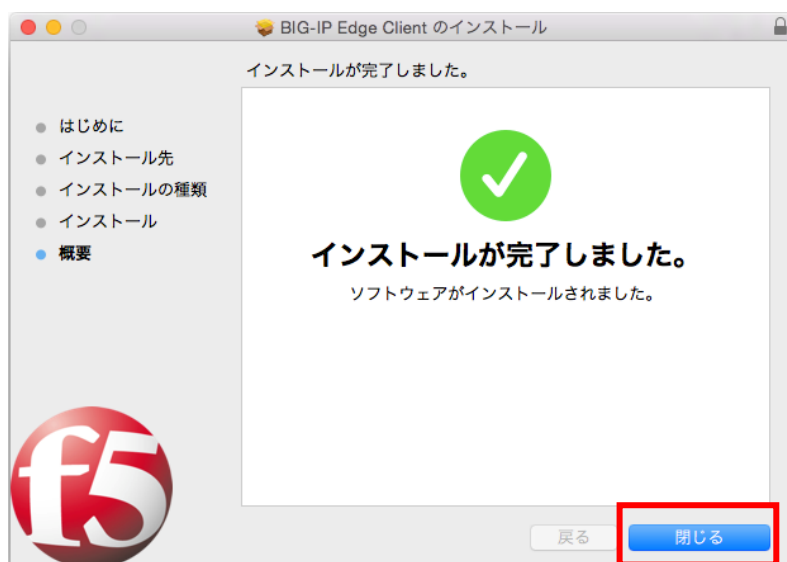 BIG-IP Edge Client のインストール
インストールが完了しました。
はじめに
インストール先
インストールの種類
インストール
概要
インストールが完了しました。
ソフトウェアがインストールされました。
f5
戻る
閉じる